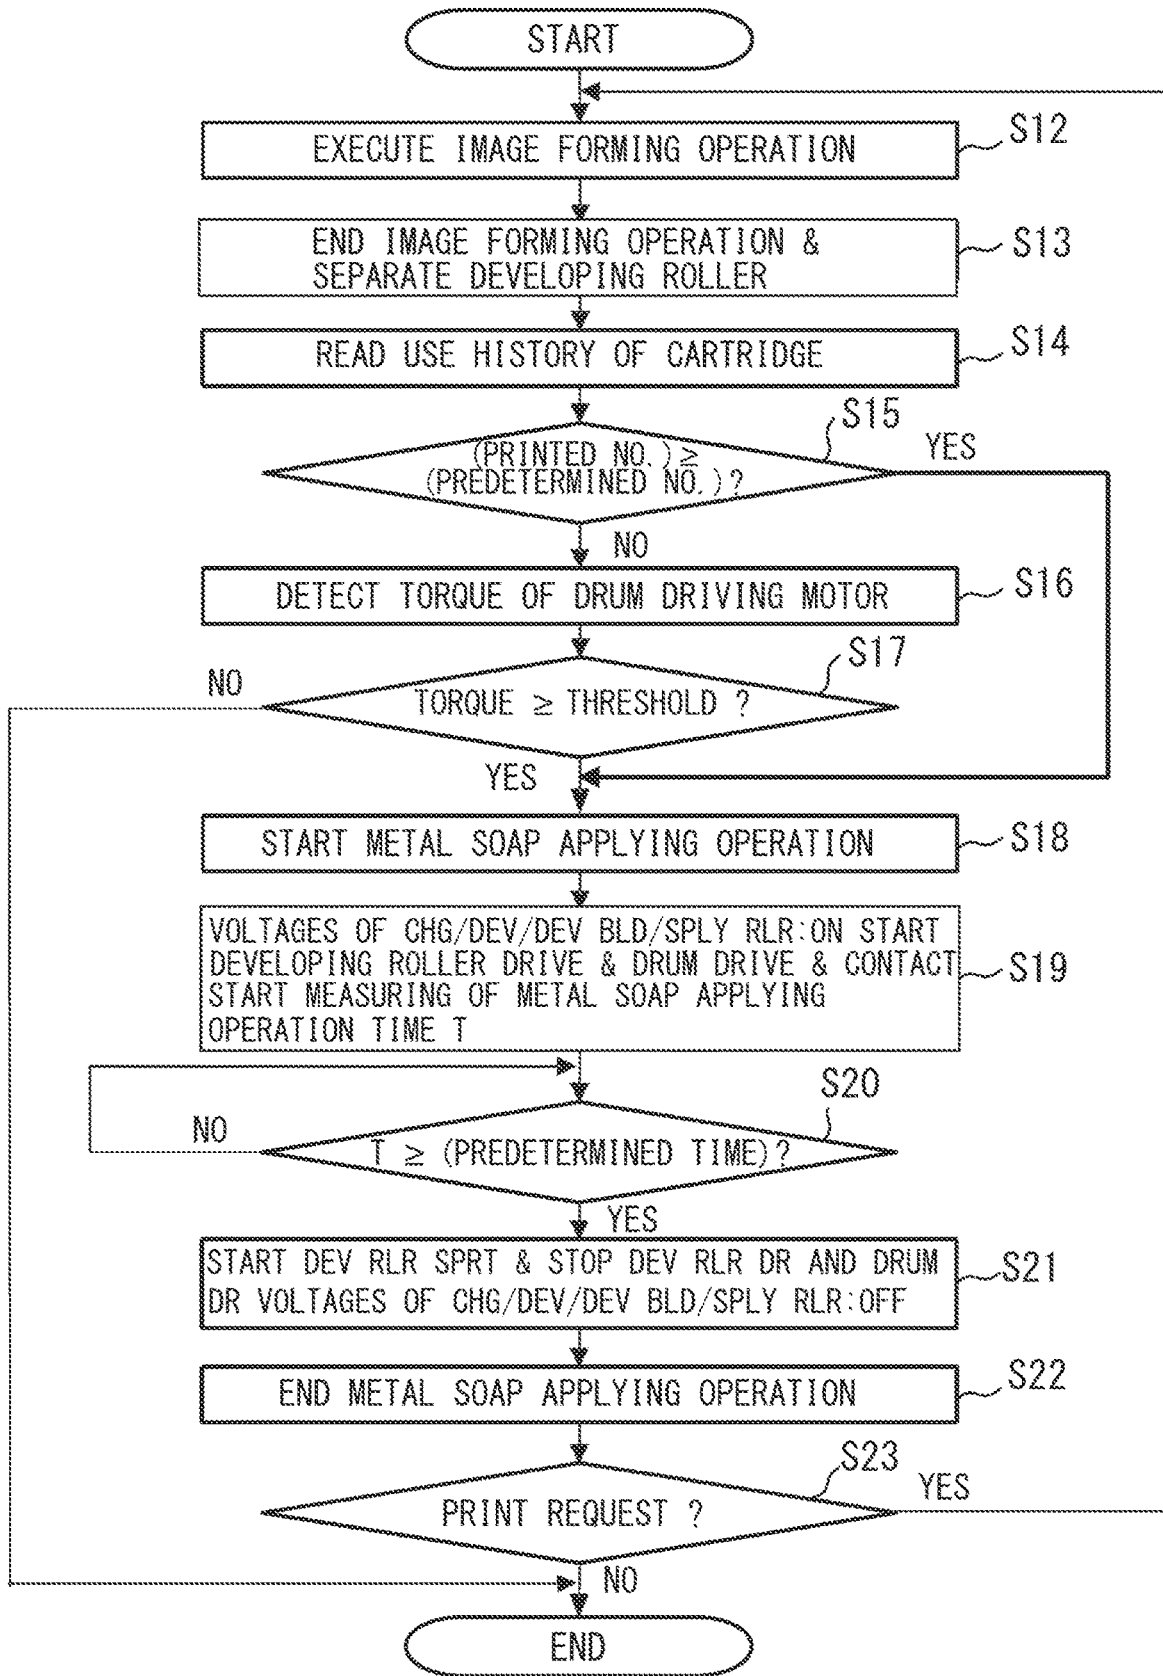 START
EXECUTE IMAGE FORMING OPERATION
S12
END IMAGE FORMING OPERATION &
SEPARATE DEVELOPING ROLLER
S13
READ USE HISTORY OF CARTRIDGE
S14
S15
(PRINTED NO.) ≥
(PREDETERMINED NO.) ?
YES
NO
DETECT TORQUE OF DRUM DRIVING MOTOR
S16
S17
NO
TORQUE ≥ THRESHOLD ?
YES
START METAL SOAP APPLYING OPERATION
S18
VOLTAGES OF CHG/DEV/DEV BLD/SPLY RLR:ON START
DEVELOPING ROLLER DRIVE & DRUM DRIVE & CONTACT
START MEASURING OF METAL SOAP APPLYING
OPERATION TIME T
S19
S20
NO
T ≥ (PREDETERMINED TIME)?
YES
START DEV RLR SPRT & STOP DEV RLR DR AND DRUM
DR VOLTAGES OF CHG/DEV/DEV BLD/SPLY RLR:OFF
S21
END METAL SOAP APPLYING OPERATION
S22
S23
PRINT REQUEST ?
YES
NO
END